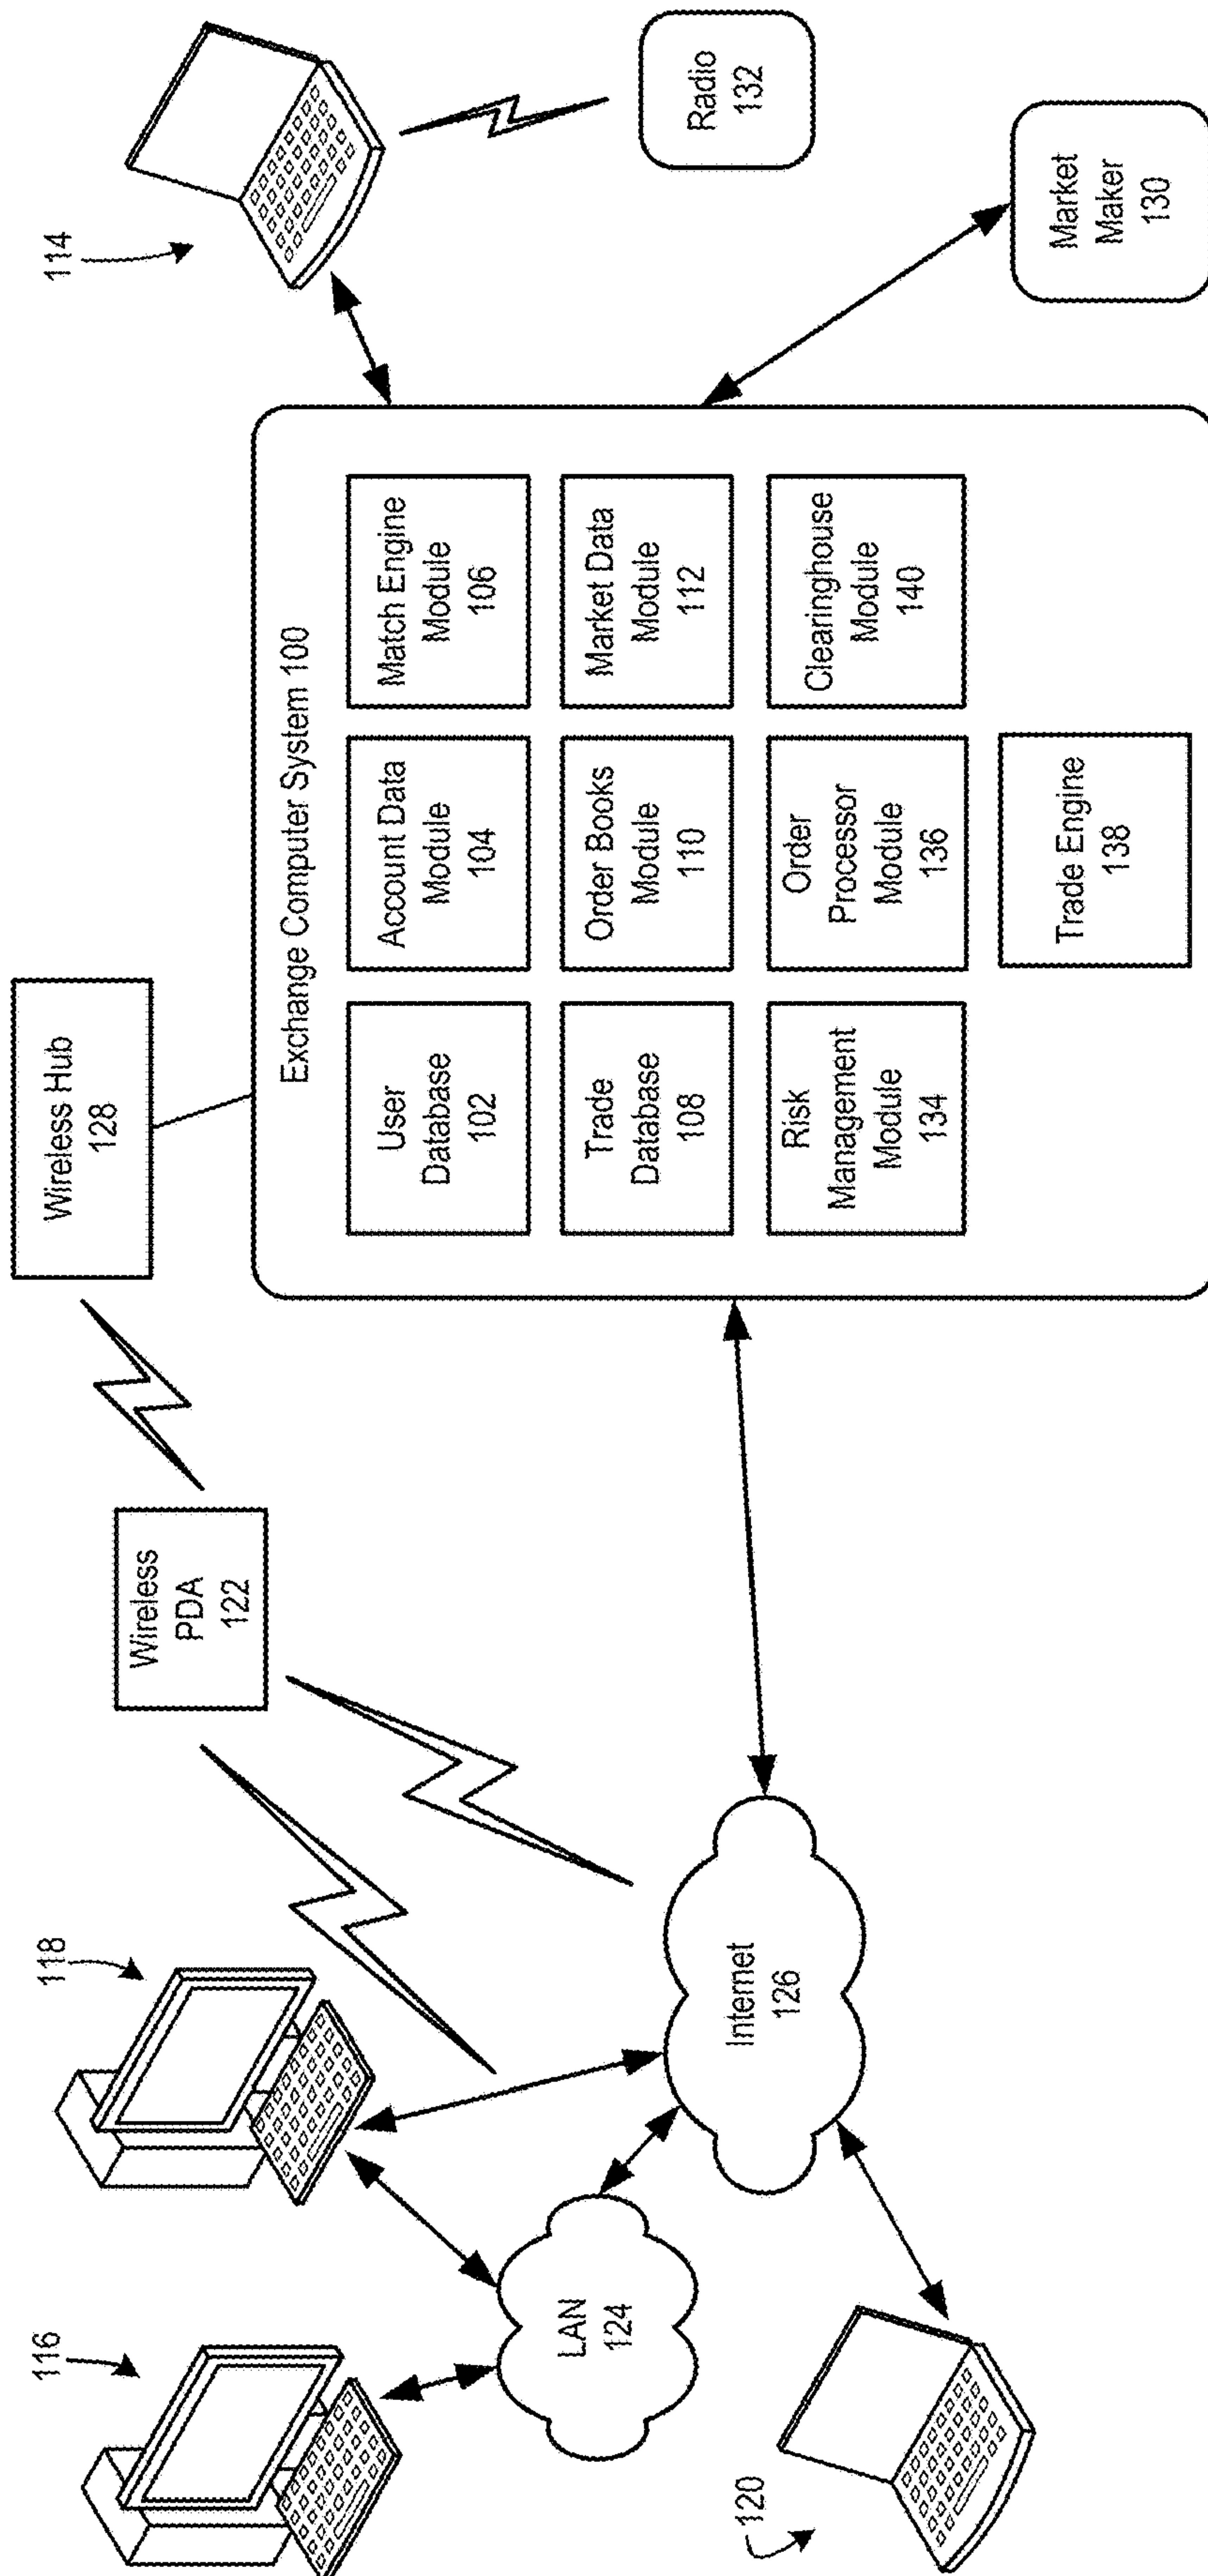 116
118
Wireless
PDA
122
Wireless Hub
128
114
LAN
124
Internet
126
120
Exchange Computer System 100
User
Database
102
Account Data
Module
104
Match Engine
Module
106
Trade
Database
108
Order Books
Module
110
Market Data
Module
112
Risk
Management
Module
134
Order
Processor
Module
136
Clearinghouse
Module
140
Trade Engine
138
Radio
132
Market
Maker
130